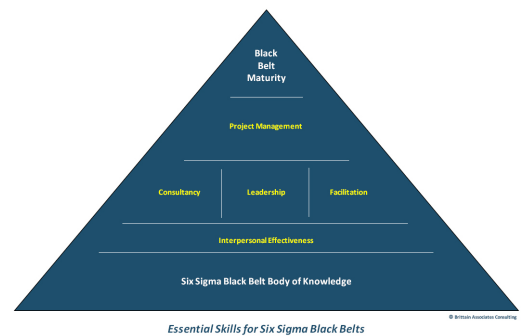 Black
Belt
Maturity
Project Management
Consultancy Leadership Facilitation
Interpersonal Effectiveness
Six Sigma Black Belt Body of Knowledge
© Brittain Associates Consulting
Essential Skills for Six Sigma Black Belts